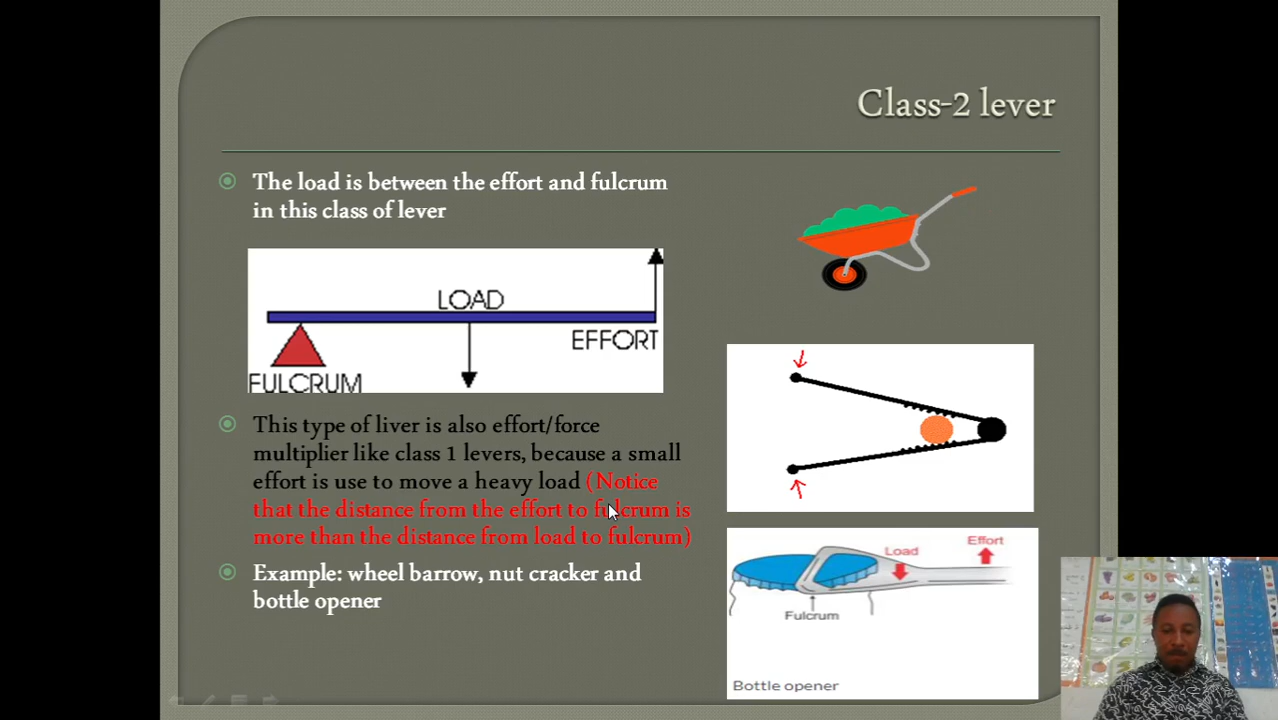 Class-2 lever
The load is between the effort and fulcrum
in this class of lever
LOAD
EFFORT
FULCRUM
This type of liver is also effort/force
multiplier like class 1 levers, because a small
effort is use to move a heavy load (Notice
that the distance from the effort to fulcrum is
more than the distance from load to fulcrum)
Example: wheel barrow, nut cracker and
bottle opener
Effort
Load
Fulcrum
Bottle opener